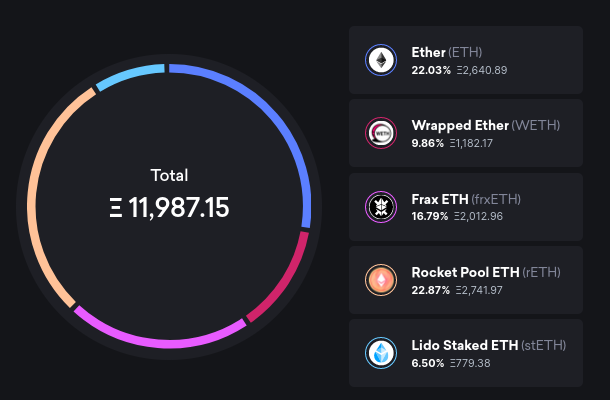 Total
Ξ 11,987.15
Ether (ETH)
22.03% Ξ2,640.89
Wrapped Ether (WETH)
9.86% Ξ1,182.17
WETH
Frax ETH (frxETH)
16.79% Ξ2,012.96
Rocket Pool ETH (rETH)
22.87% Ξ2,741.97
Lido Staked ETH (stETH)
6.50% Ξ779.38